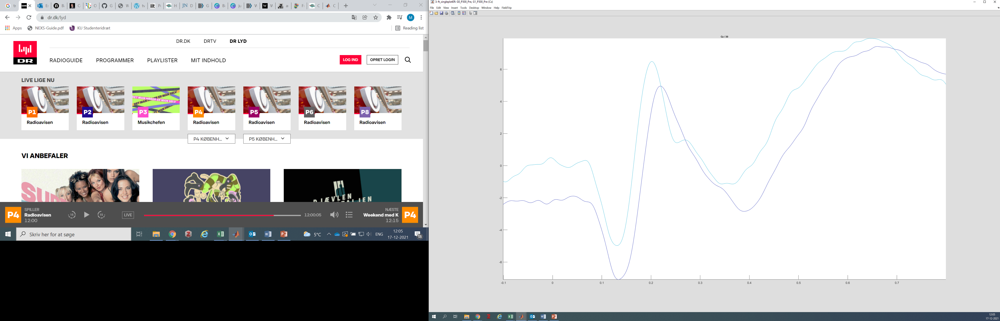 tr
DR
B
C
O
G
W
tv
iit
P
H
JN D
G
B
ju
W
W
a
F
C
C
dr.dk/lyd
M
Apps
NEXS-Guide.pdf
KU Studenteridræt
Reading list
DR.DK
DRTV
DR LYD
DR
RADIOGUIDE
PROGRAMMER
PLAYLISTER
MIT INDHOLD
LOG IND
OPRET LOGIN
LIVE LIGE NU
DET MAN HØRER ER MAN SELV
P1
P2
P3
P4
P5
P6
P8
Radioavisen
Radioavisen
Musikchefen
Radioavisen
Radioavisen
Radioavisen
Radioavisen
P4 KØBENH...
P5 KØBENH...
VI ANBEFALER
P4
SPILLER
Radioavisen
12:00
15
15
LIVE
12:00:05
NÆSTE
Weekend med K
12:15
P4
Skriv her for at søge
5°C
ENG
12:05
17-12-2021
18
3: ft_singleplotER: G0_P300_Pre, G1_P300_Pre (Cz)
File Edit View Insert Tools Desktop Window Help FieldTrip
Cz / 30
6
4
2
0
-2
-4
-6
-0.1
0
0.1
0.2
0.3
0.4
0.5
0.6
0.7
12:05
17-12-2021